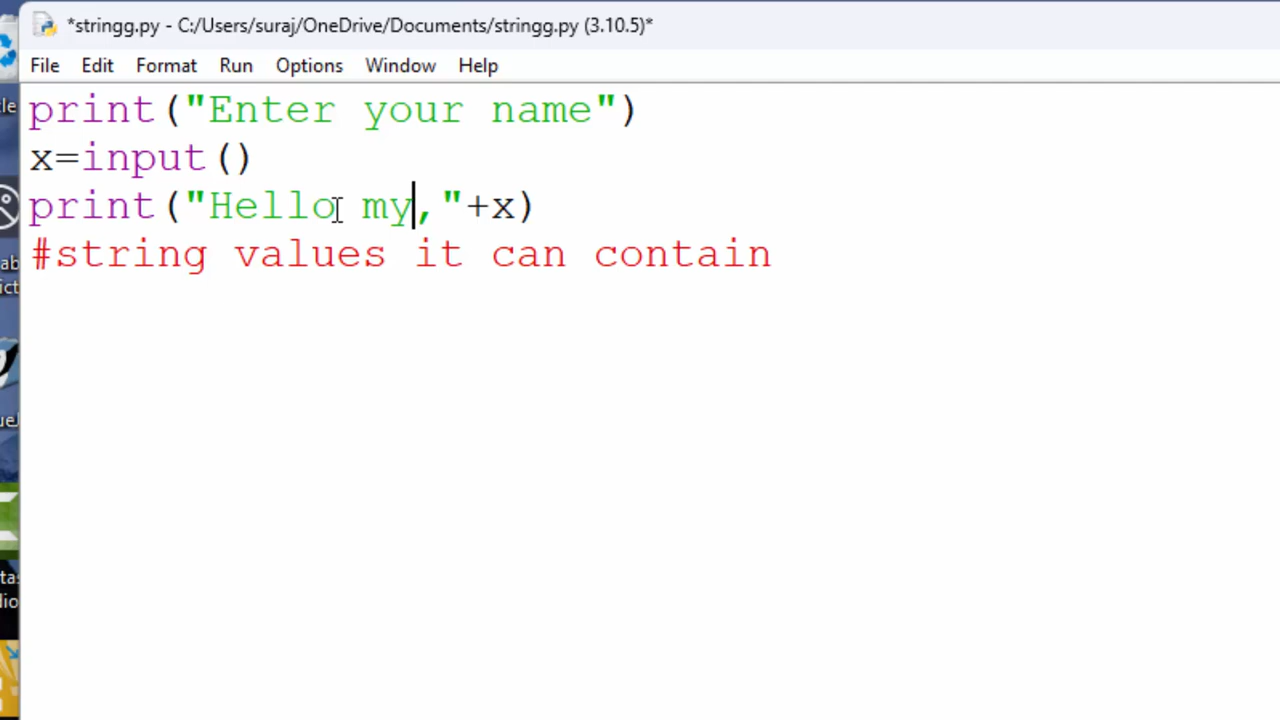 *stringg.py - C:/Users/suraj/OneDrive/Documents/stringg.py (3.10.5)*
File Edit Format Run Options Window Help
print("Enter your name")
x=input()
print("Hello my,"+x)
#string values it can contain